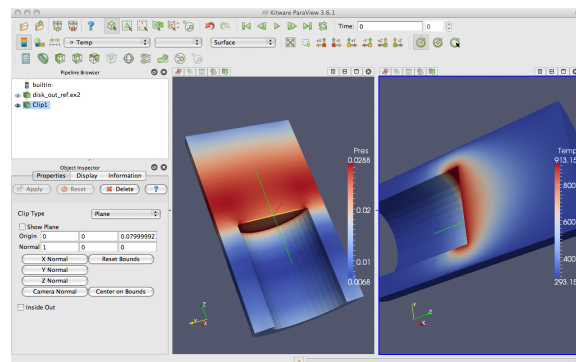 Kitware ParaView 3.6.1
Time: 0
0
Temp
Surface
Pipeline Browser
builtin:
disk_out_ref.ex2
Clip1
Object Inspector
Properties
Display
Information
Apply
Reset
Delete
?
Clip Type
Plane
Show Plane
Origin 0 0 0.07999992
Normal 1 0 0
X Normal
Reset Bounds
Y Normal
Z Normal
Camera Normal
Center on Bounds
Inside Out
Pres
0.0288
0.02
0.01
0.0068
Z
Y
X
Temp
913.15
800
600
400
293.15
Y
Z
X